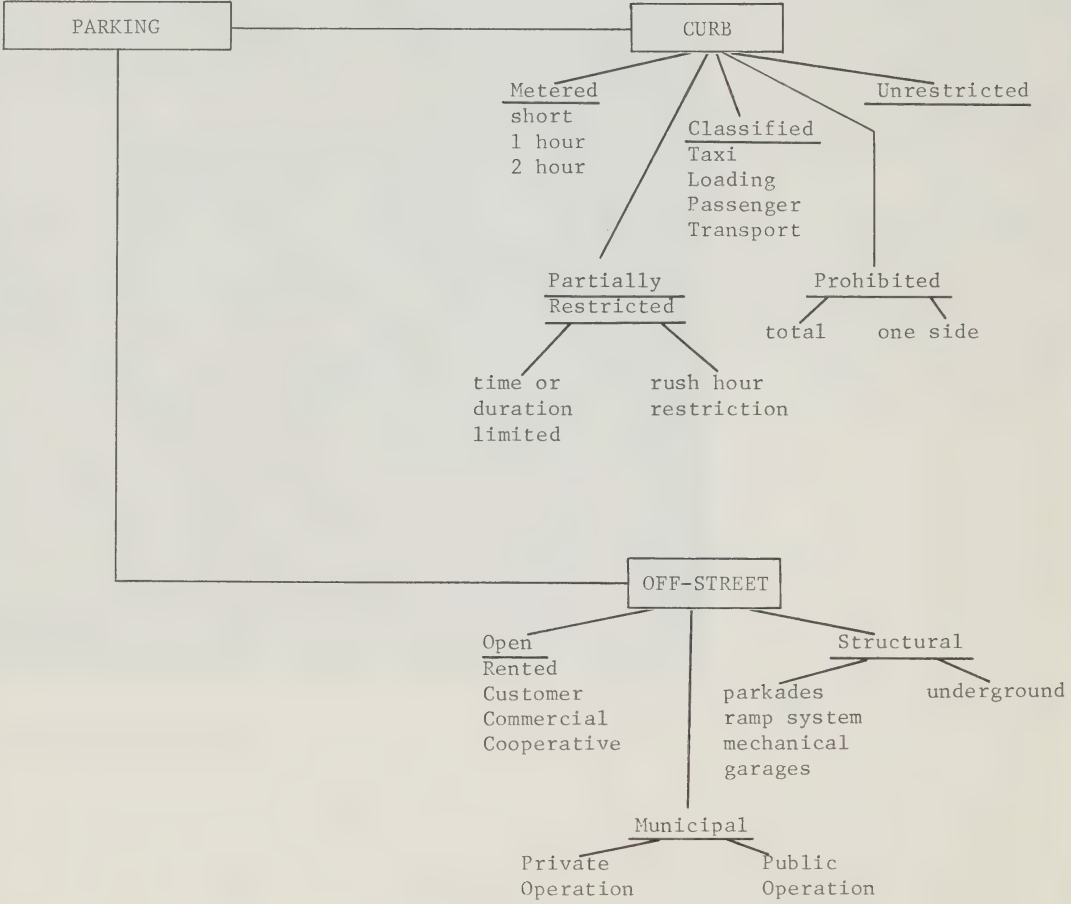 PARKING
CURB
Metered
short
1 hour
2 hour
Classified
Taxi
Loading
Passenger
Transport
Unrestricted
Partially
Restricted
time or
duration
limited
rush hour
restriction
Prohibited
total
one side
OFF-STREET
Open
Rented
Customer
Commercial
Cooperative
Structural
parkades
ramp system
mechanical
garages
underground
Municipal
Private
Operation
Public
Operation